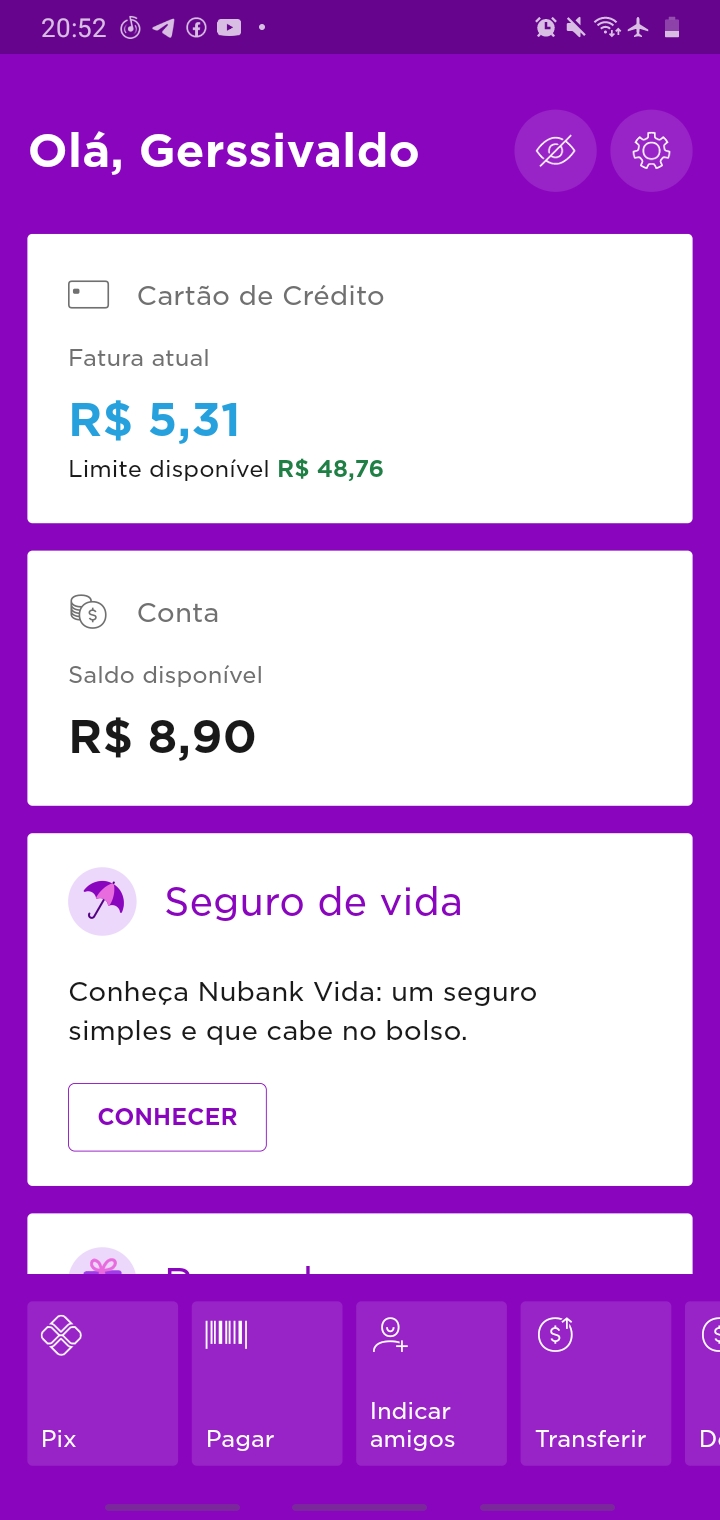 20:52
Olá, Gerssivaldo
Cartão de Crédito
Fatura atual
R$ 5,31
Limite disponível R$ 48,76
Conta
Saldo disponível
R$ 8,90
Seguro de vida
Conheça Nubank Vida: um seguro
simples e que cabe no bolso.
CONHECER
Pix
Pagar
Indicar
amigos
Transferir